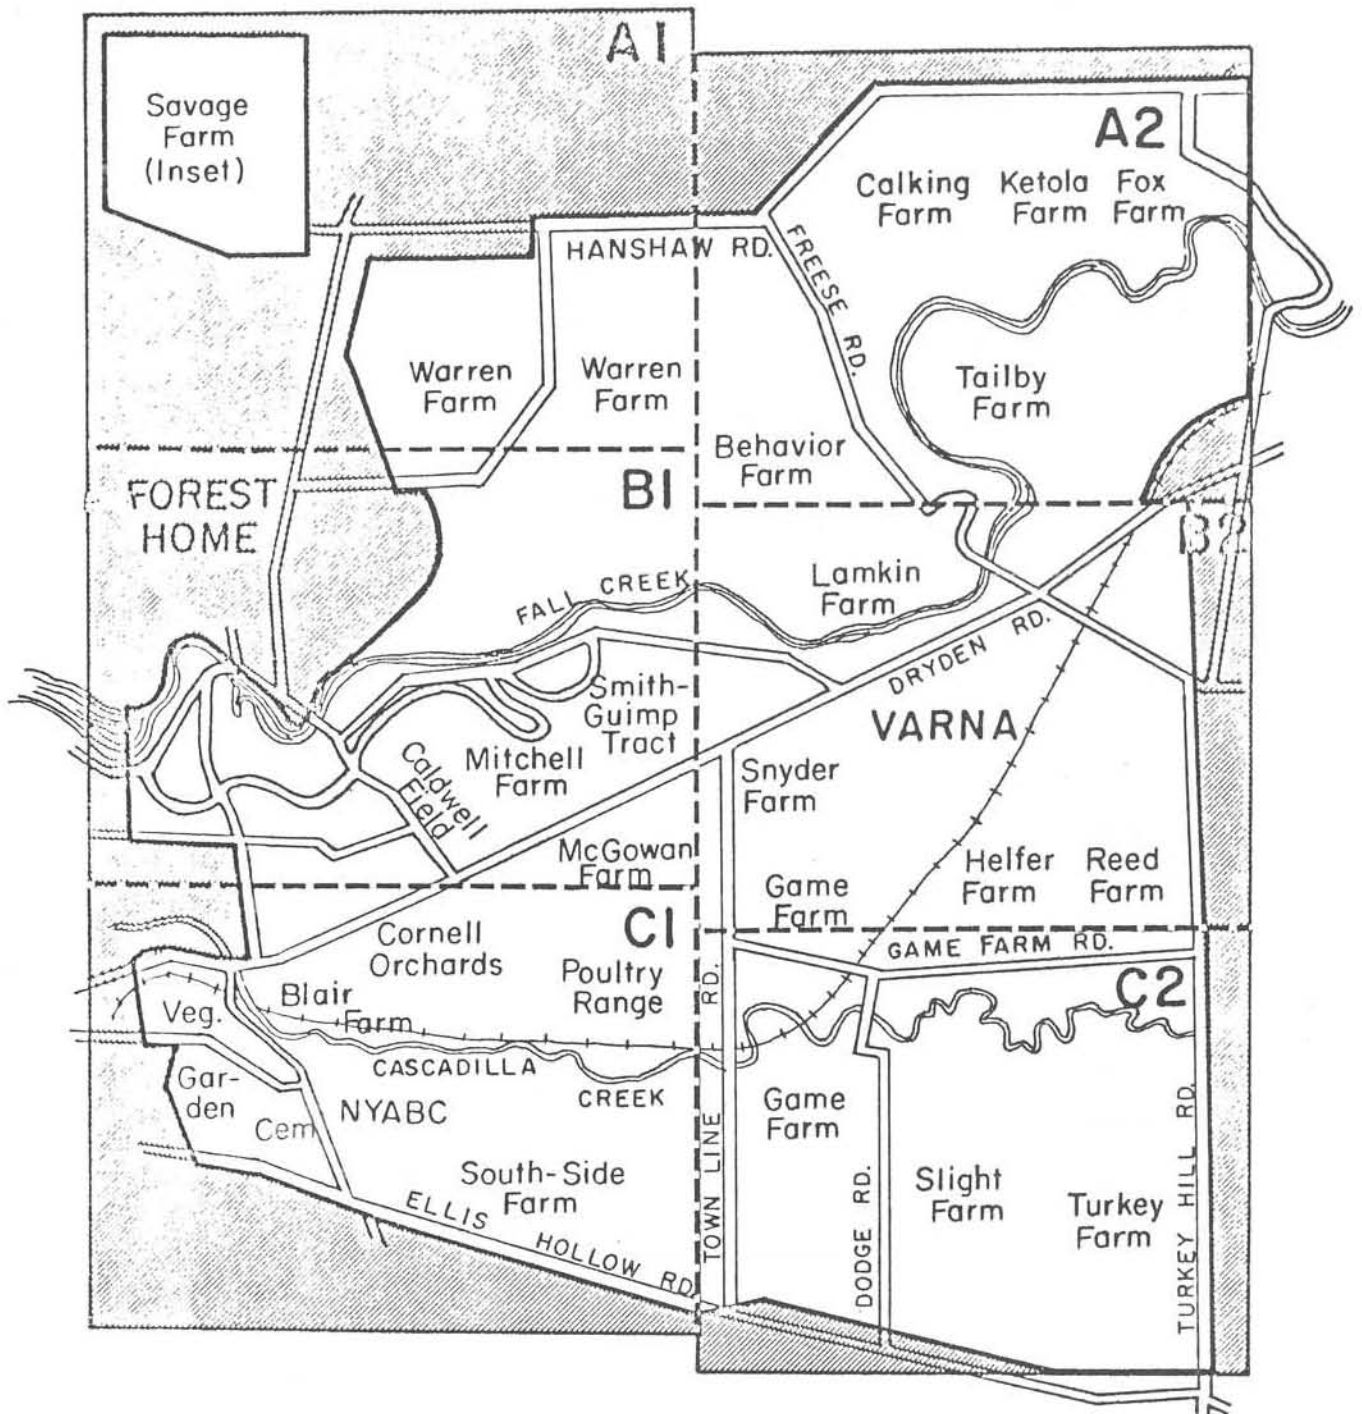 A1
Savage
Farm
(Inset)
A2
Calking
Farm
Ketola
Farm
Fox
Farm
HANSHAW RD.
FREESE RD.
Warren
Farm
Warren
Farm
Tailby
Farm
Behavior
Farm
FOREST
HOME
B1
B2
Lamkin
Farm
FALL CREEK
DRYDEN RD.
Smith-
Guimp
Tract
VARNA
Mitchell
Farm
Caldwell
Field
Snyder
Farm
McGowan
Farm
Helfer
Farm
Reed
Farm
Game
Farm
C1
Cornell
Orchards
GAME FARM RD.
Poultry
Range
C2
Blair
Farm
Veg.
Gar-
den
CASCADILLA
CREEK
NYABC
Cem
Game
Farm
South-Side
Farm
ELLIS
HOLLOW RD.
TOWN LINE RD.
DODGE RD.
Slight
Farm
Turkey
Farm
TURKEY HILL RD.